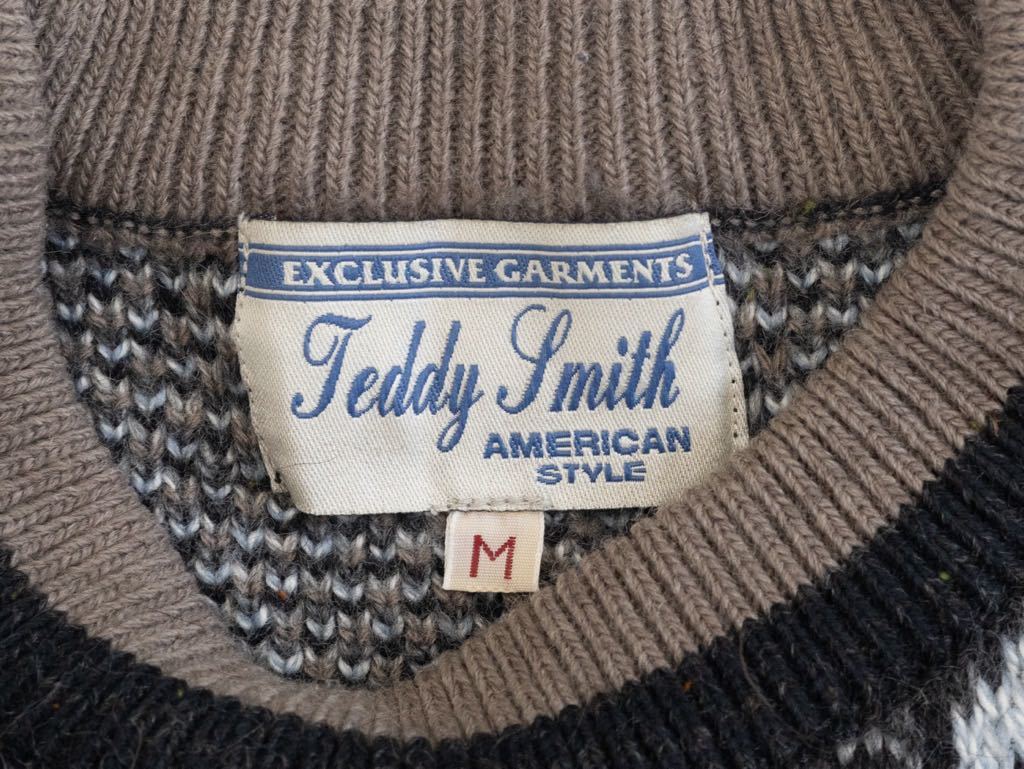 EXCLUSIVE GARMENTS
Teddy Smith
AMERICAN
STYLE
M